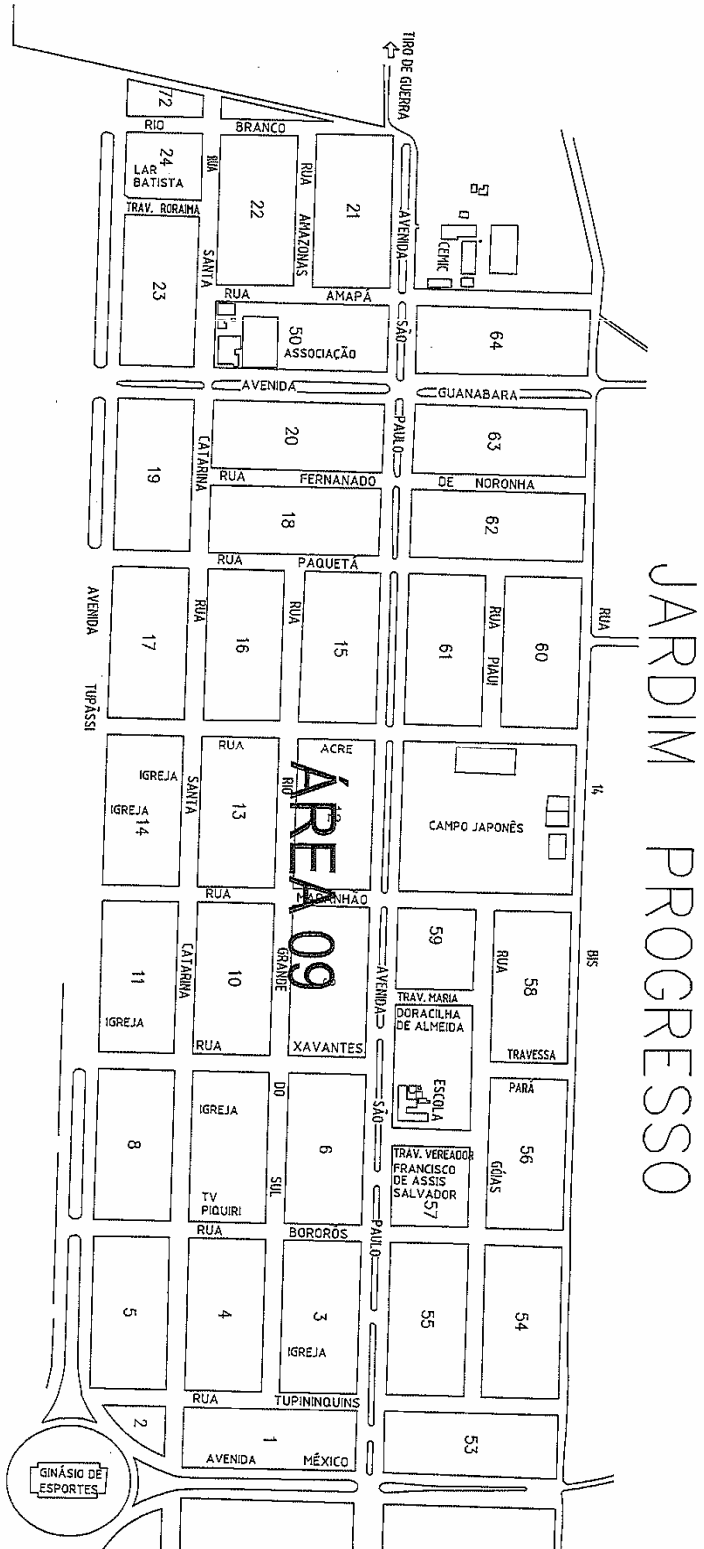 JARDIM PROGRESSO
TIRO DE GUERRA
72
RIO BRANCO
24
LAR
BATISTA
RUA
TRAV. RORAIMA
22
RUA AMAZONAS
21
AVENIDA
CEMIC
23
SANTA
RUA AMAPÁ
50
ASSOCIAÇÃO
SÃO
64
AVENIDA
GUANABARA
19
CATARINA
20
PAULO
63
RUA FERNANADO DE NORONHA
18
62
RUA PAQUETÁ
AVENIDA TUPÃSSI
17
RUA
16
RUA
15
61
RUA PIAUI
60
RUA
14
BIS
IGREJA
IGREJA
14
SANTA
RUA ACRE
13
RIO
ÁREA 09
CAMPO JAPONÊS
RUA MARANHÃO
11
IGREJA
CATARINA
10
GRANDE
RUA XAVANTES
AVENIDA
59
TRAV. MARIA
DORACILHA
DE ALMEIDA
RUA
58
TRAVESSA
PARÁ
ESCOLA
8
IGREJA
TV
PIQUIRI
DO
SUL
6
SÃO
TRAV. VEREADOR
FRANCISCO
DE ASSIS
SALVADOR
57
GÓIAS
56
RUA BORORÓS
PAULO
5
4
3
IGREJA
55
54
RUA TUPININQUINS
2
1
AVENIDA MÉXICO
53
GINÁSIO DE
ESPORTES